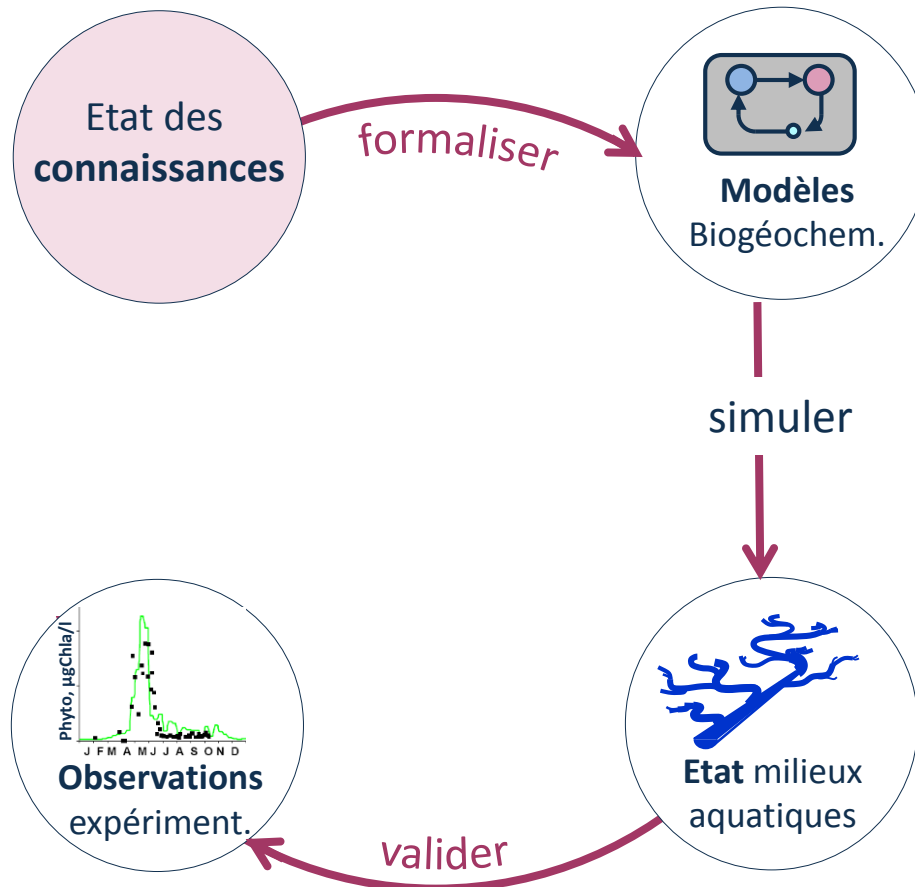 Etat des
connaissances
formaliser
Modèles
Biogéochem.
simuler
Phyto, µgChla/l
J F M A M J J A S O N D
Observations
expériment.
Etat milieux
aquatiques
valider